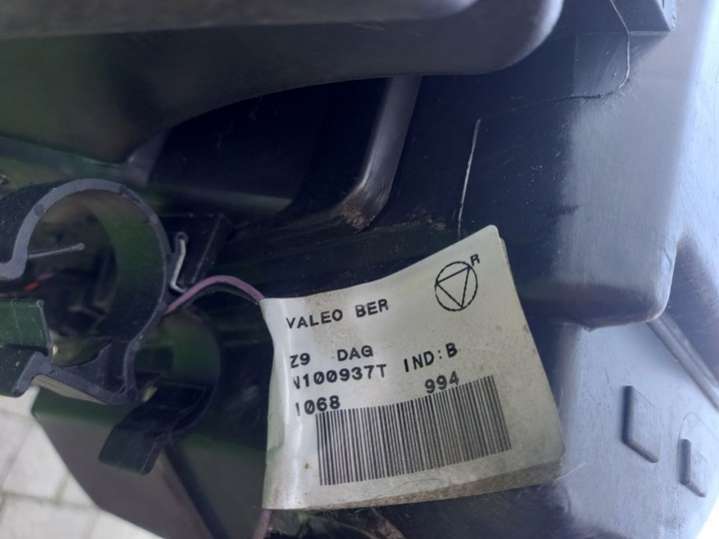 VALEO BER
R
Z9 DAG
W100937T IND:B
1068 994